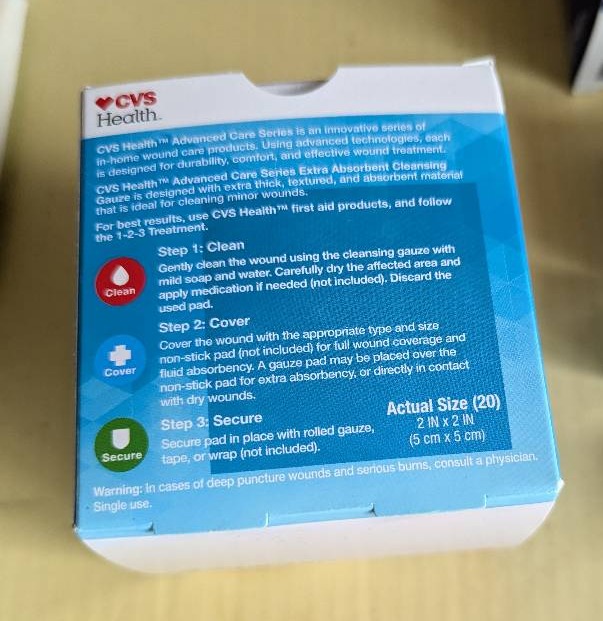 CVS
Health™
CVS Health™ Advanced Care Series is an innovative series of
in-home wound care products. Using advanced technologies, each
is designed for durability, comfort, and effective wound treatment.
CVS Health™ Advanced Care Series Extra Absorbent Cleansing
Gauze is designed with extra thick, textured, and absorbent material
that is ideal for cleaning minor wounds.
For best results, use CVS Health™ first aid products, and follow
the 1-2-3 Treatment.
Clean
Step 1: Clean
Gently clean the wound using the cleansing gauze with
mild soap and water. Carefully dry the affected area and
apply medication if needed (not included). Discard the
used pad.
Cover
Step 2: Cover
Cover the wound with the appropriate type and size
non-stick pad (not included) for full wound coverage and
fluid absorbency. A gauze pad may be placed over the
non-stick pad for extra absorbency, or directly in contact
with dry wounds.
Secure
Step 3: Secure
Secure pad in place with rolled gauze,
tape, or wrap (not included).
Actual Size (20)
2 IN x 2 IN
(5 cm x 5 cm)
Warning: In cases of deep puncture wounds and serious burns, consult a physician.
Single use.